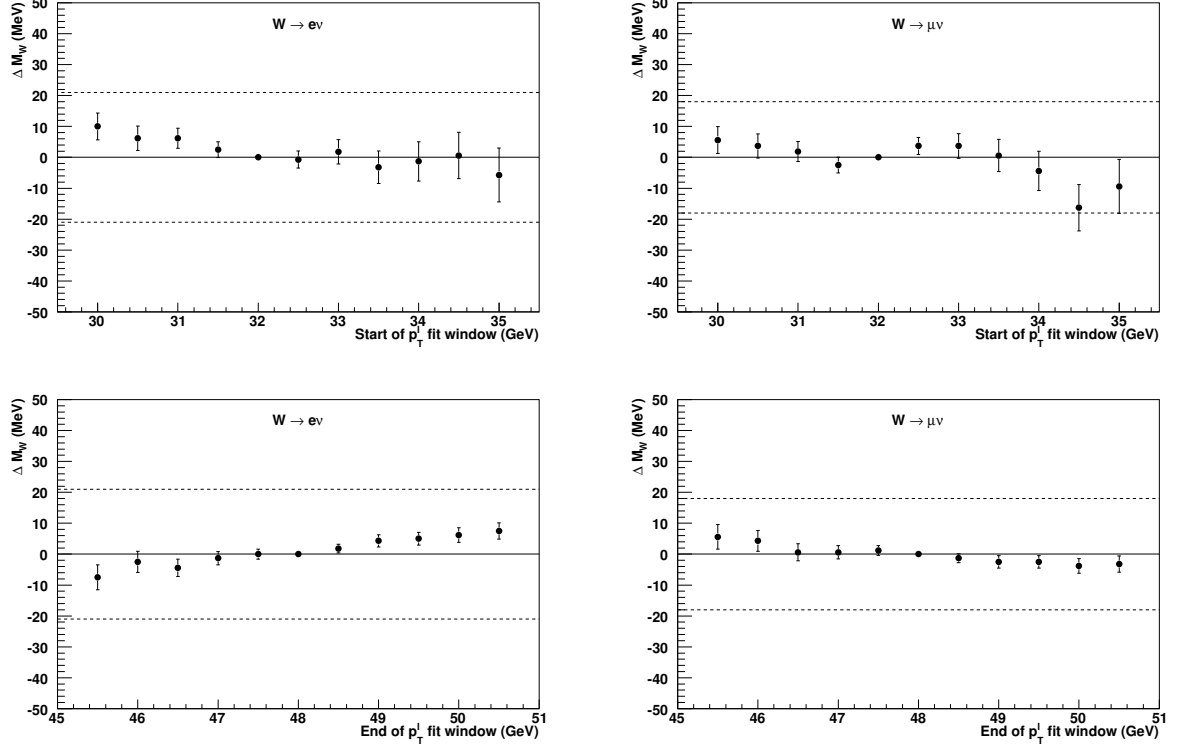 W → eν
Δ M_W (MeV)
50
40
30
20
10
0
-10
-20
-30
-40
-50
30 31 32 33 34 35
Start of p_T^l fit window (GeV)
W → μν
Δ M_W (MeV)
50
40
30
20
10
0
-10
-20
-30
-40
-50
30 31 32 33 34 35
Start of p_T^l fit window (GeV)
W → eν
Δ M_W (MeV)
50
40
30
20
10
0
-10
-20
-30
-40
-50
45 46 47 48 49 50 51
End of p_T^l fit window (GeV)
W → μν
Δ M_W (MeV)
50
40
30
20
10
0
-10
-20
-30
-40
-50
45 46 47 48 49 50 51
End of p_T^l fit window (GeV)